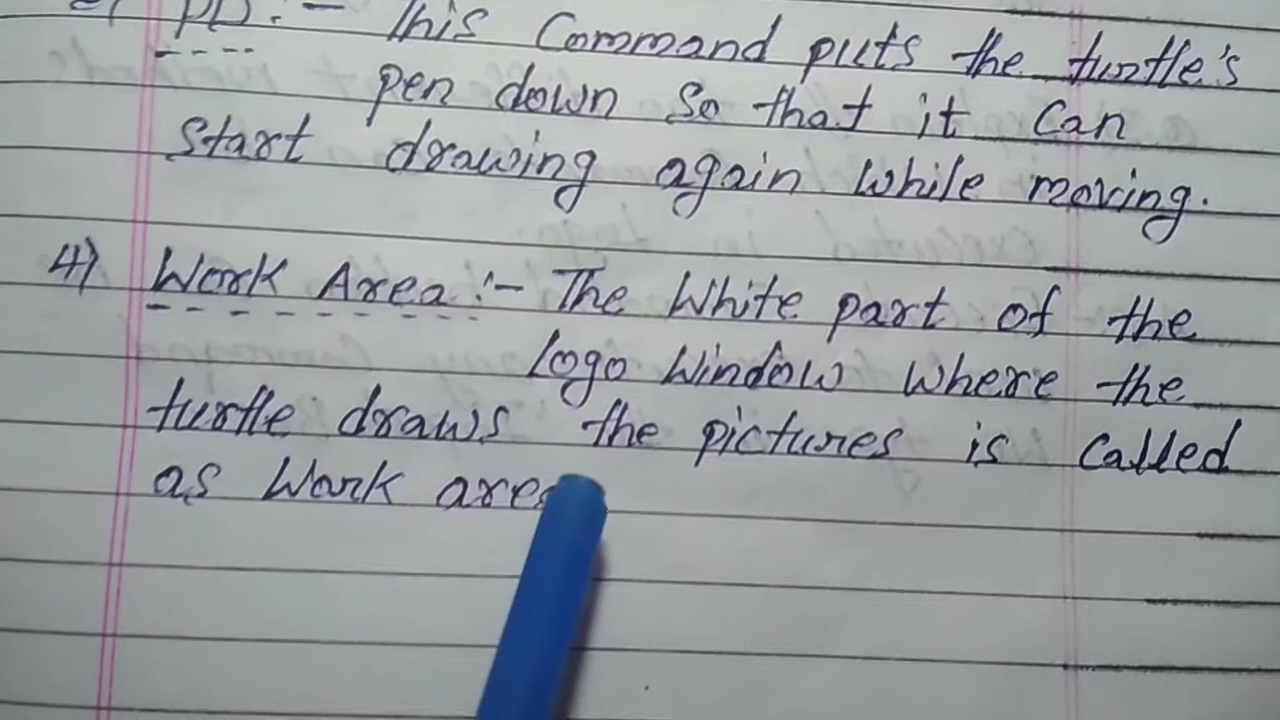 PD:- This Command puts the turtle's
pen down so that it can
start drawing again while moving.
4) Work Area:- The White part of the
logo Window where the
turtle draws the pictures is called
as Work area